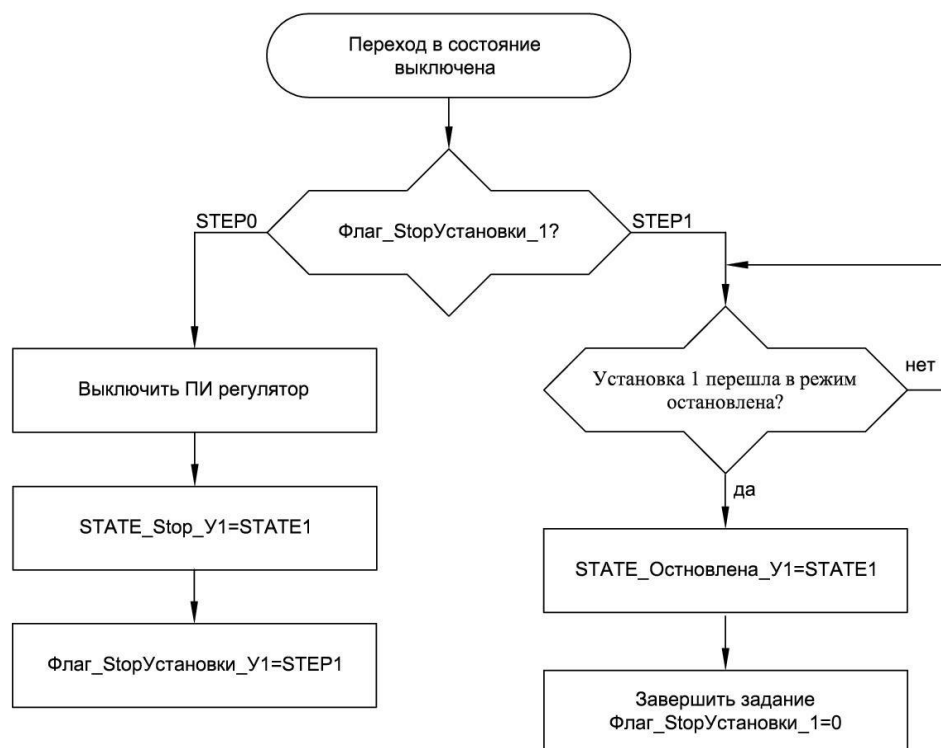 Переход в состояние
выключена
STEP0
Флаг_StopУстановки_1?
STEP1
Выключить ПИ регулятор
STATE_Stop_У1=STATE1
Флаг_StopУстановки_У1=STEP1
Установка 1 перешла в режим
остановлена?
нет
да
STATE_Остновлена_У1=STATE1
Завершить задание
Флаг_StopУстановки_1=0